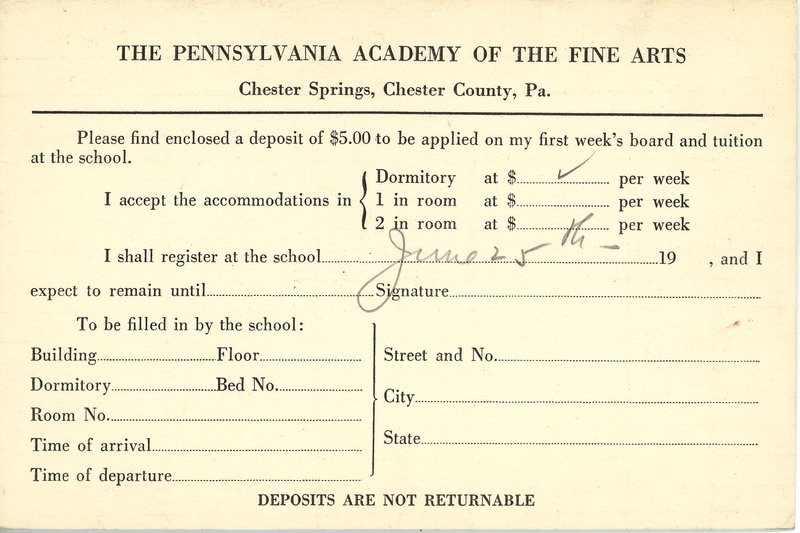 THE PENNSYLVANIA ACADEMY OF THE FINE ARTS
Chester Springs, Chester County, Pa.
Please find enclosed a deposit of $5.00 to be applied on my first week's board and tuition
at the school.
I accept the accommodations in { Dormitory at $....✓.... per week
1 in room at $........ per week
2 in room at $........ per week
I shall register at the school........June 25th–........19 , and I
expect to remain until........Signature........
To be filled in by the school:
Building........Floor........
Dormitory........Bed No.........
Room No.........
Time of arrival........
Time of departure........
Street and No.........
City........
State........
DEPOSITS ARE NOT RETURNABLE